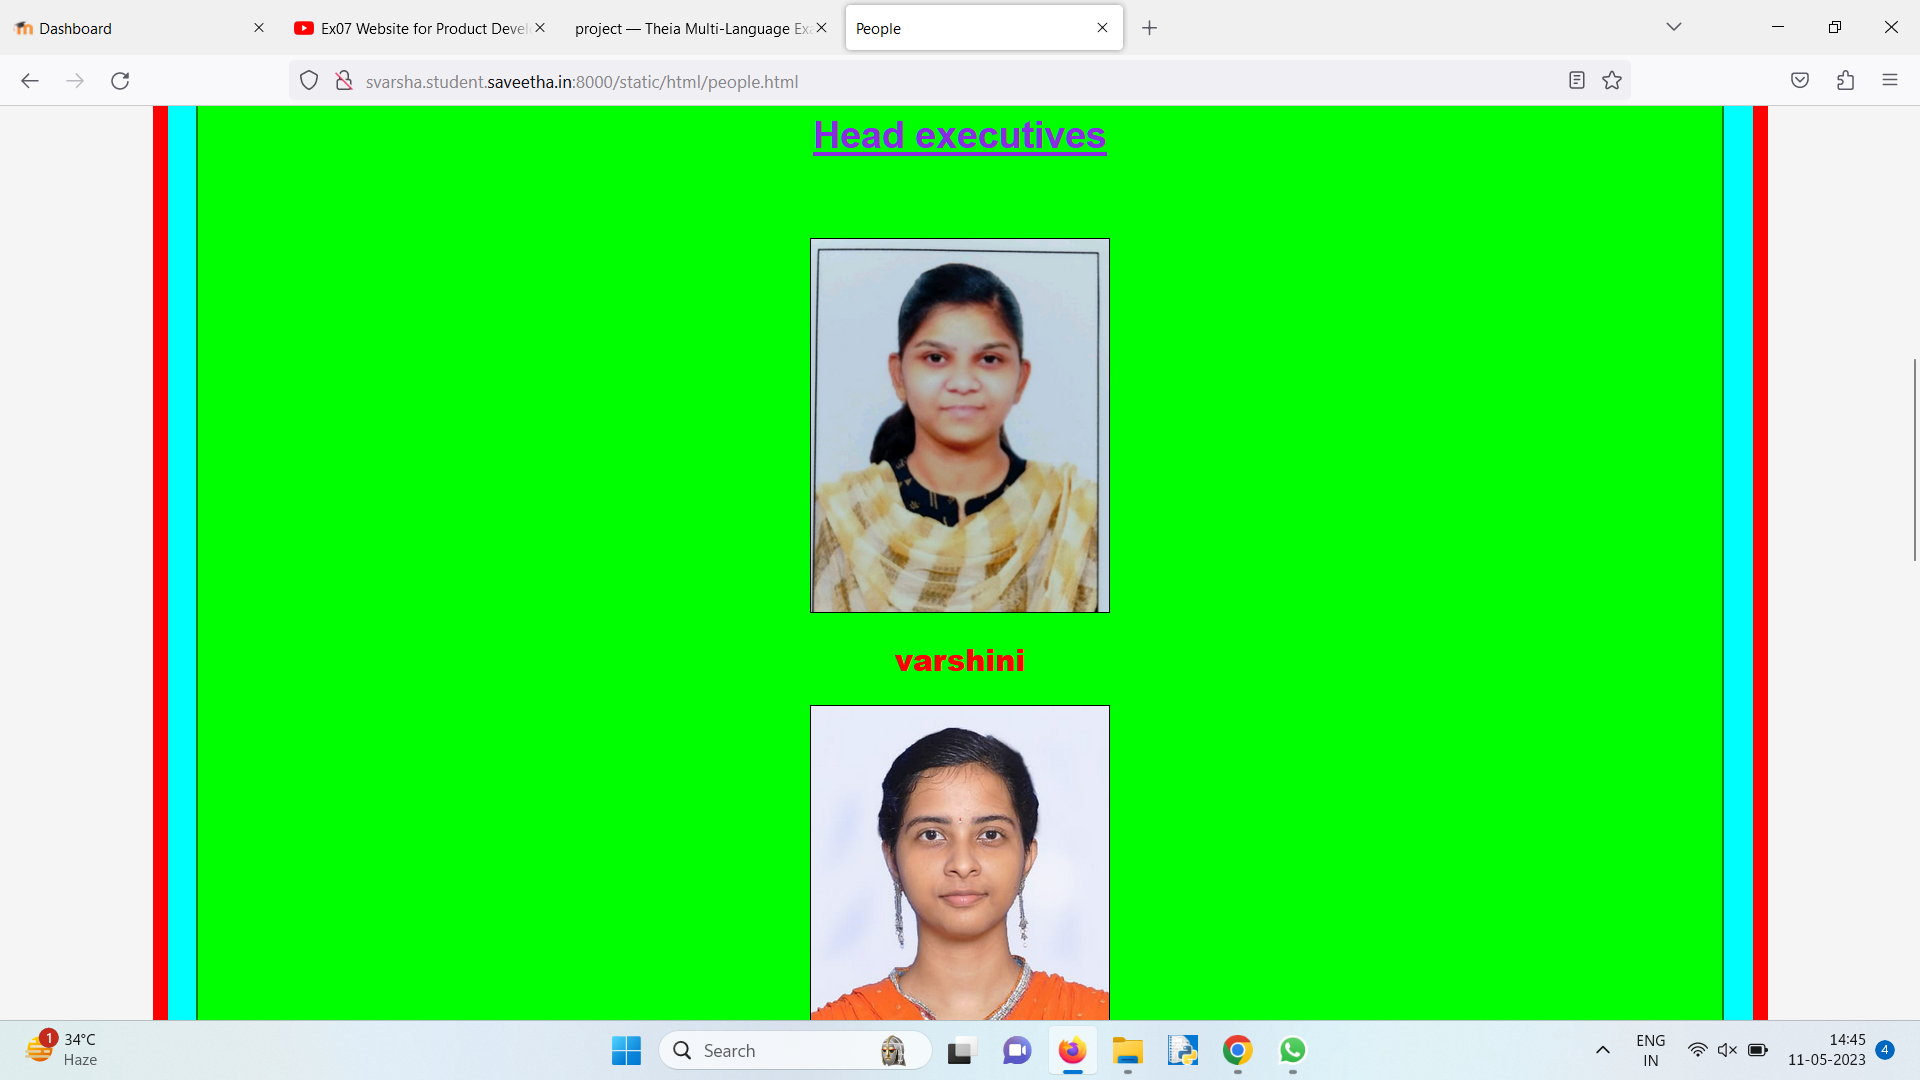 Dashboard
Ex07 Website for Product Devel
project — Theia Multi-Language Exa
People
svarsha.student.saveetha.in:8000/static/html/people.html
Head executives
varshini
1
34°C
Haze
Search
ENG
IN
14:45
11-05-2023
4